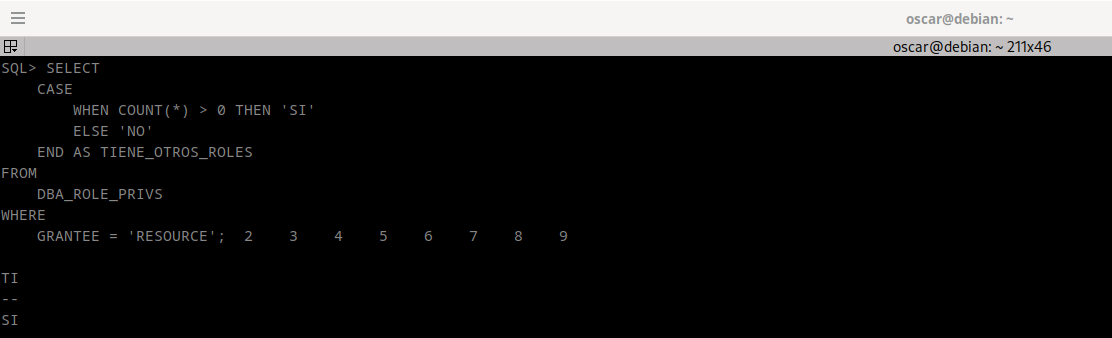 oscar@debian: ~
oscar@debian: ~ 211x46
SQL> SELECT
    CASE
        WHEN COUNT(*) > 0 THEN 'SI'
        ELSE 'NO'
    END AS TIENE_OTROS_ROLES
FROM
    DBA_ROLE_PRIVS
WHERE
    GRANTEE = 'RESOURCE';  2    3    4    5    6    7    8    9
TI
--
SI